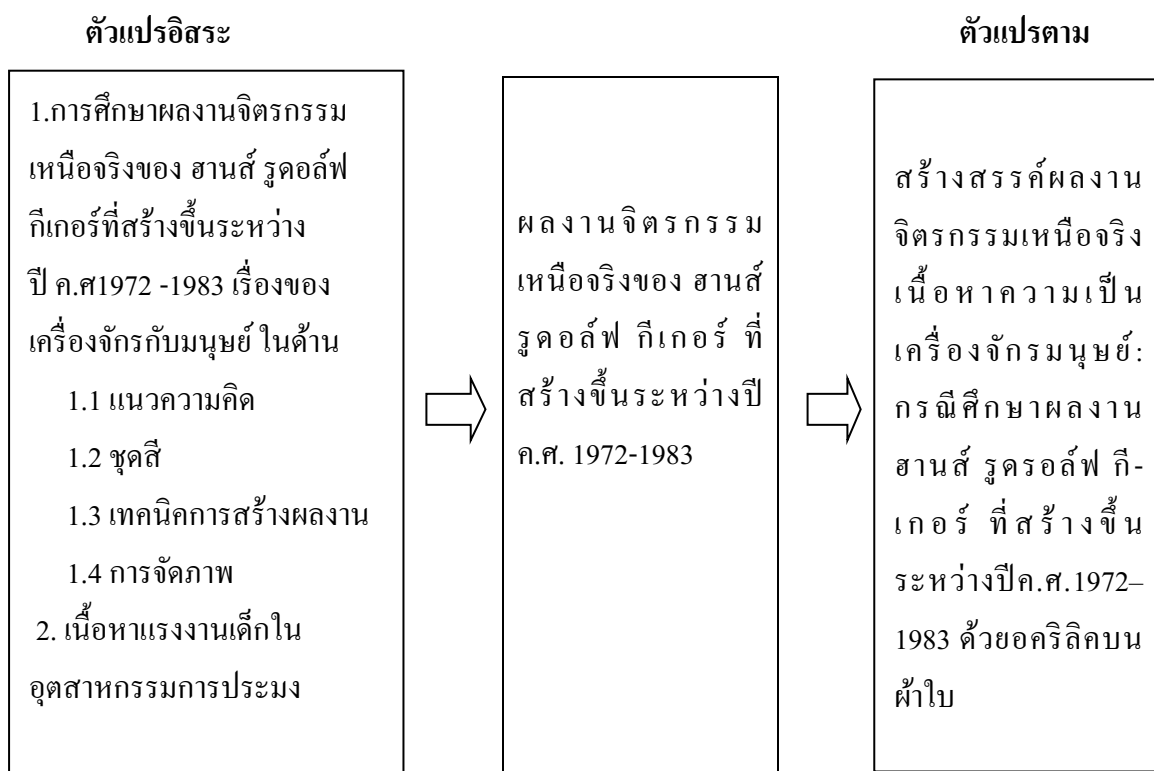 ตัวแปรอิสระ
ตัวแปรตาม
1.การศึกษาผลงานจิตรกรรม
เหนือจริงของ ฮานส์ รูดอล์ฟ
กีเกอร์ที่สร้างขึ้นระหว่าง
ปี ค.ศ1972 -1983 เรื่องของ
เครื่องจักรกับมนุษย์ ในด้าน
1.1 แนวความคิด
1.2 ชุดสี
1.3 เทคนิคการสร้างผลงาน
1.4 การจัดภาพ
2. เนื้อหาแรงงานเด็กใน
อุตสาหกรรมการประมง
ผลงานจิตรกรรม
เหนือจริงของ ฮานส์
รูดอล์ฟ กีเกอร์ ที่
สร้างขึ้นระหว่างปี
ค.ศ. 1972-1983
สร้างสรรค์ผลงาน
จิตรกรรมเหนือจริง
เนื้อหาความเป็น
เครื่องจักรมนุษย์:
กรณีศึกษาผลงาน
ฮานส์ รูดรอล์ฟ กี-
เกอร์ ที่สร้างขึ้น
ระหว่างปีค.ศ.1972–
1983 ด้วยอคริลิคบน
ผ้าใบ